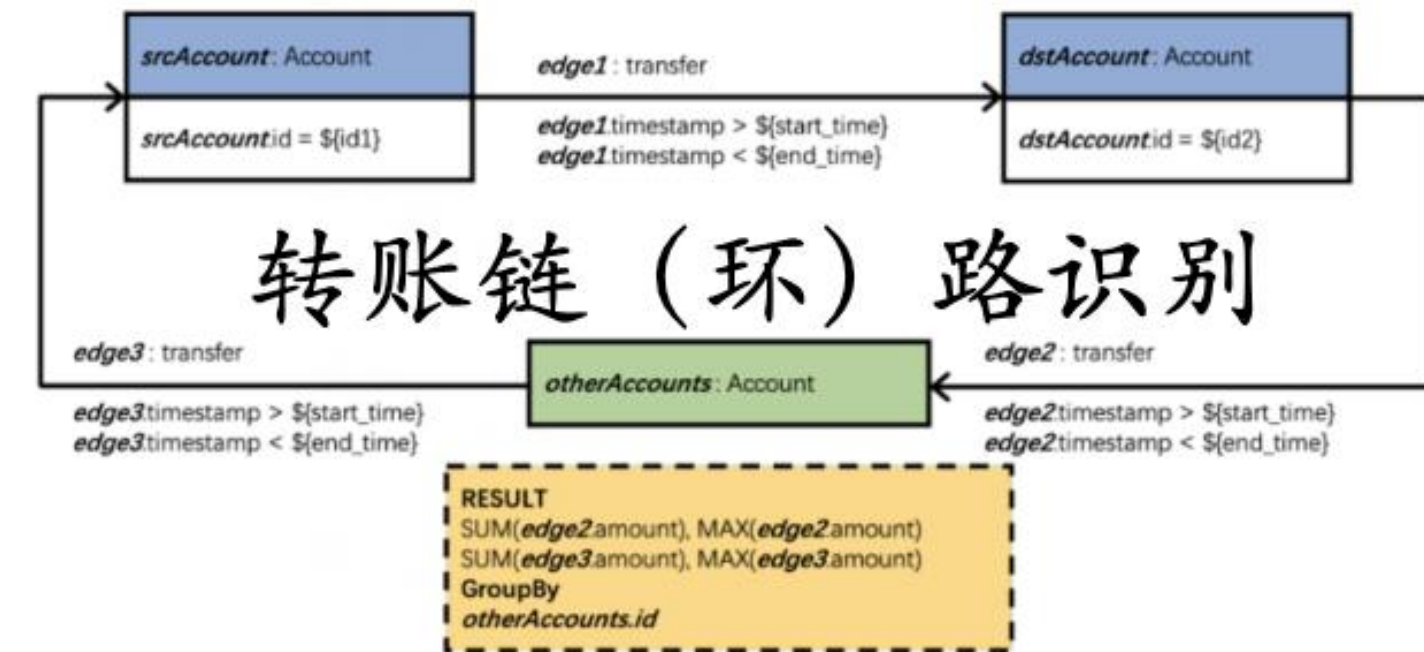 srcAccount: Account
edge1 : transfer
dstAccount: Account
srcAccount.id = ${id1}
edge1.timestamp > ${start_time}
edge1.timestamp < ${end_time}
dstAccount.id = ${id2}
转账链（环）路识别
edge3 : transfer
otherAccounts: Account
edge2 : transfer
edge3.timestamp > ${start_time}
edge3.timestamp < ${end_time}
edge2.timestamp > ${start_time}
edge2.timestamp < ${end_time}
RESULT
SUM(edge2.amount), MAX(edge2.amount)
SUM(edge3.amount), MAX(edge3.amount)
GroupBy
otherAccounts.id